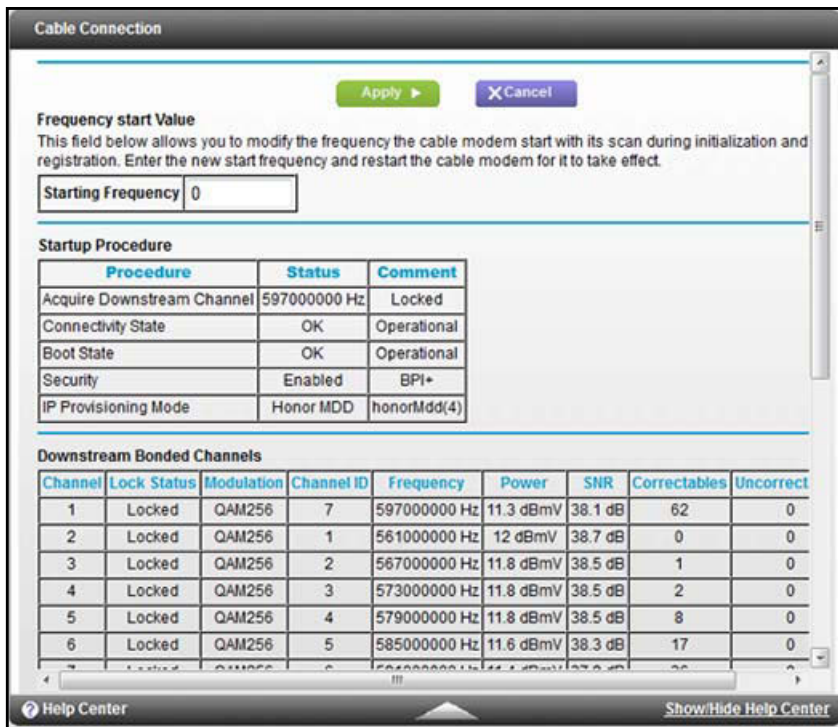 Cable Connection
Apply
Cancel
Frequency start Value
This field below allows you to modify the frequency the cable modem start with its scan during initialization and
registration. Enter the new start frequency and restart the cable modem for it to take effect.
Starting Frequency 0
Startup Procedure
Procedure Status Comment
Acquire Downstream Channel 597000000 Hz Locked
Connectivity State OK Operational
Boot State OK Operational
Security Enabled BPI+
IP Provisioning Mode Honor MDD honorMdd(4)
Downstream Bonded Channels
Channel Lock Status Modulation Channel ID Frequency Power SNR Correctables Uncorrect
1 Locked QAM256 7 597000000 Hz 11.3 dBmV 38.1 dB 62 0
2 Locked QAM256 1 561000000 Hz 12 dBmV 38.7 dB 0 0
3 Locked QAM256 2 567000000 Hz 11.8 dBmV 38.5 dB 1 0
4 Locked QAM256 3 573000000 Hz 11.8 dBmV 38.5 dB 2 0
5 Locked QAM256 4 579000000 Hz 11.8 dBmV 38.5 dB 8 0
6 Locked QAM256 5 585000000 Hz 11.6 dBmV 38.3 dB 17 0
Help Center
Show/Hide Help Center